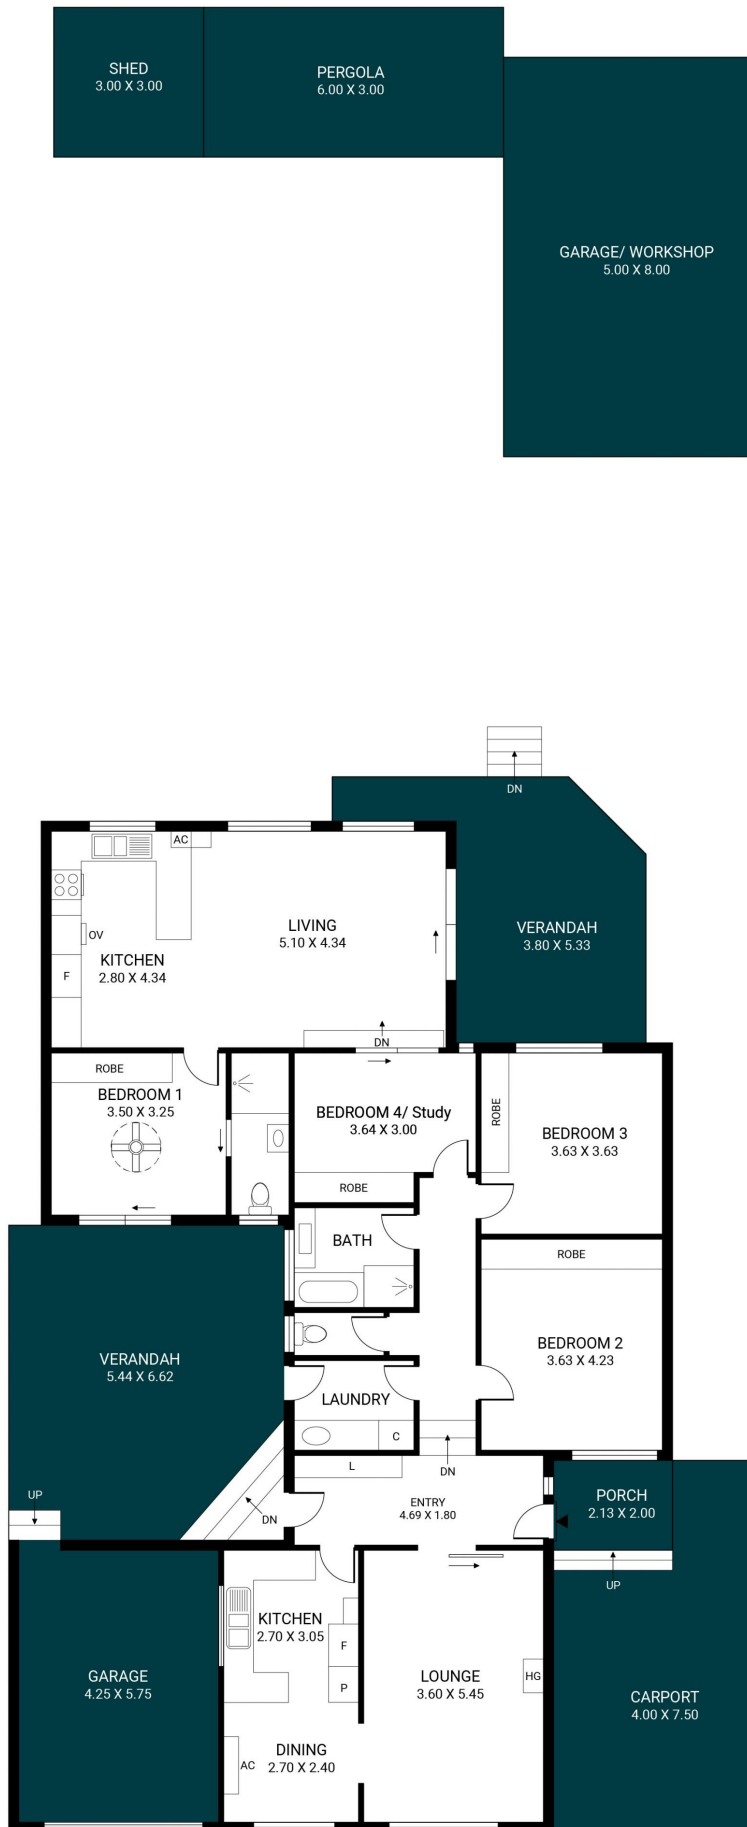 SHED
3.00 X 3.00
PERGOLA
6.00 X 3.00
GARAGE/ WORKSHOP
5.00 X 8.00
DN
AC
LIVING
5.10 X 4.34
VERANDAH
3.80 X 5.33
OV
KITCHEN
2.80 X 4.34
F
DN
ROBE
BEDROOM 1
3.50 X 3.25
BEDROOM 4/ Study
3.64 X 3.00
ROBE
ROBE
BEDROOM 3
3.63 X 3.63
BATH
ROBE
BEDROOM 2
3.63 X 4.23
VERANDAH
5.44 X 6.62
LAUNDRY
C
L
DN
ENTRY
4.69 X 1.80
PORCH
2.13 X 2.00
UP
DN
UP
KITCHEN
2.70 X 3.05
F
P
GARAGE
4.25 X 5.75
LOUNGE
3.60 X 5.45
HG
CARPORT
4.00 X 7.50
DINING
2.70 X 2.40
AC